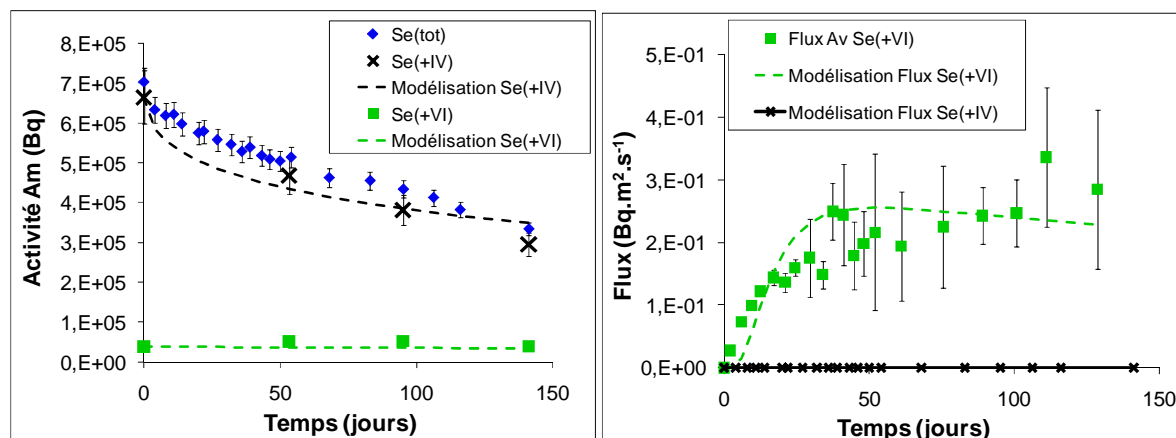 8,E+05
7,E+05
6,E+05
5,E+05
4,E+05
3,E+05
2,E+05
1,E+05
0,E+00
Activité Am (Bq)
0
50
100
150
Temps (jours)
Se(tot)
Se(+IV)
Modélisation Se(+IV)
Se(+VI)
Modélisation Se(+VI)
5,E-01
4,E-01
3,E-01
2,E-01
1,E-01
0,E+00
Flux (Bq.m².s-¹)
0
50
100
150
Temps (jours)
Flux Av Se(+VI)
Modélisation Flux Se(+VI)
Modélisation Flux Se(+IV)